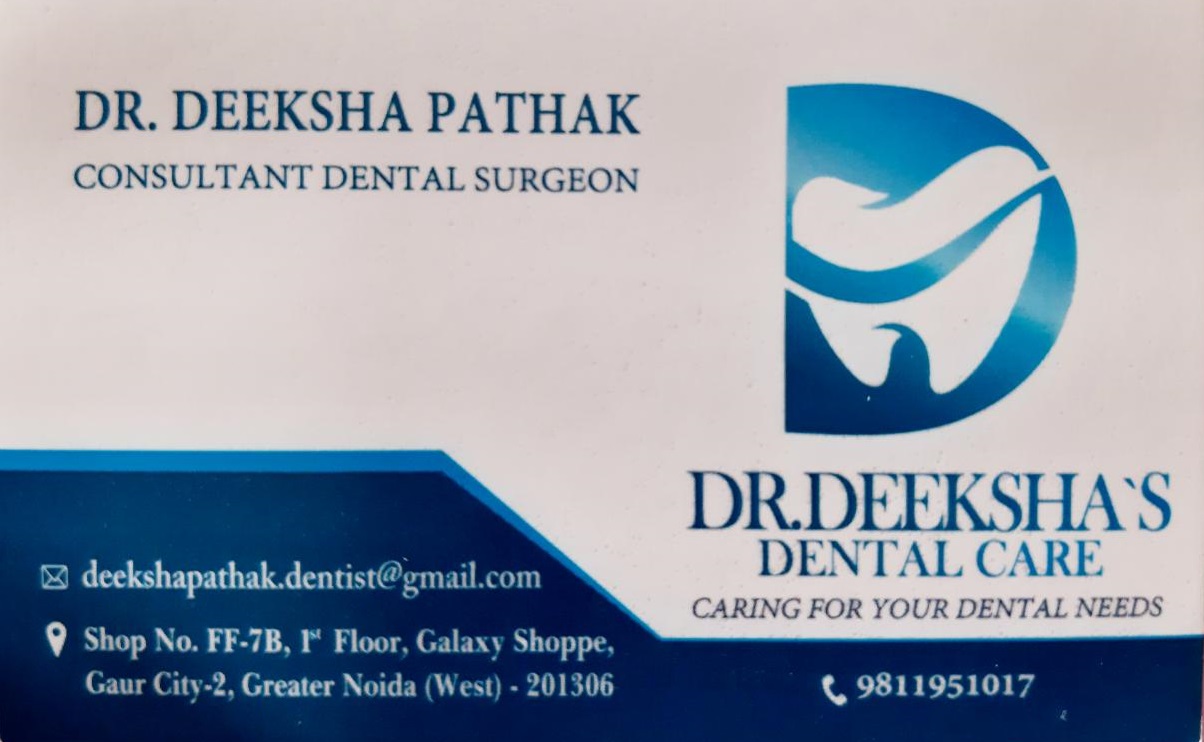 DR. DEEKSHA PATHAK
CONSULTANT DENTAL SURGEON
DR.DEEKSHA`S
DENTAL CARE
CARING FOR YOUR DENTAL NEEDS
deekshapathak.dentist@gmail.com
Shop No. FF-7B, 1st Floor, Galaxy Shoppe,
Gaur City-2, Greater Noida (West) - 201306
9811951017